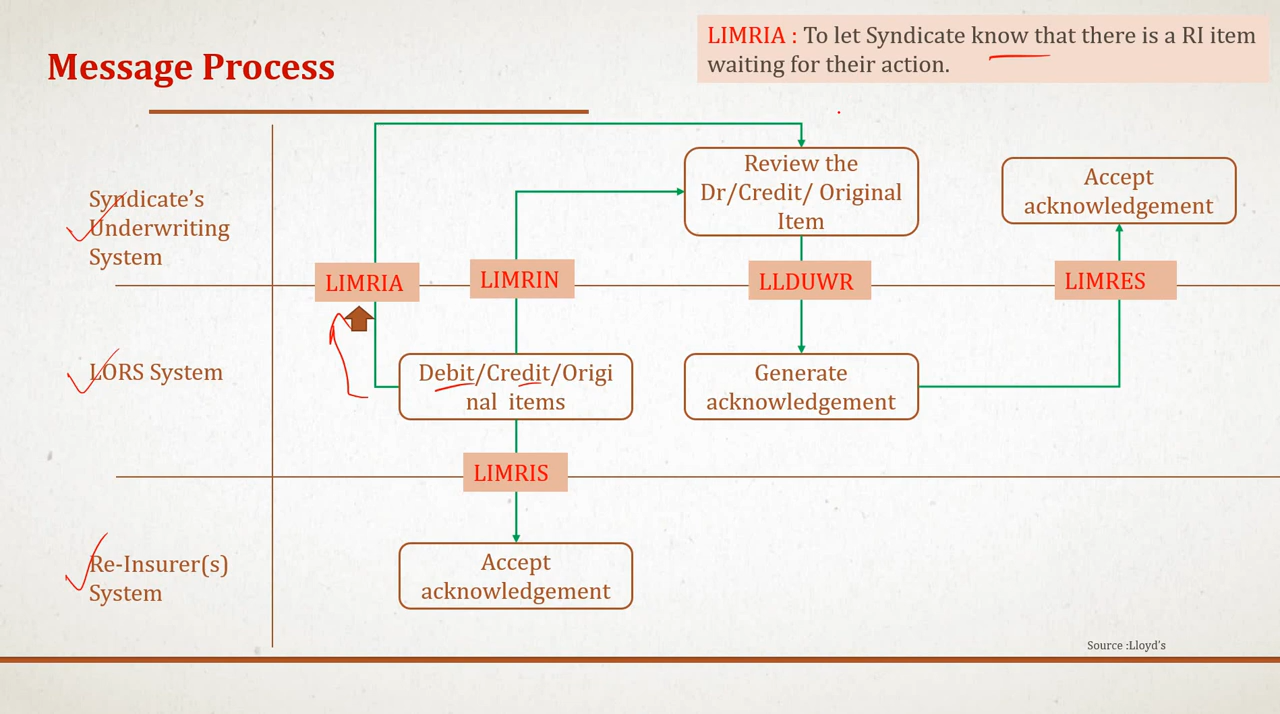 Message Process
LIMRIA : To let Syndicate know that there is a RI item
waiting for their action.
Syndicate’s
Underwriting
System
Review the
Dr/Credit/ Original
Item
Accept
acknowledgement
LIMRIA
LIMRIN
LLDUWR
LIMRES
LORS System
Debit/Credit/Origi
nal items
Generate
acknowledgement
LIMRIS
Re-Insurer(s)
System
Accept
acknowledgement
Source :Lloyd’s